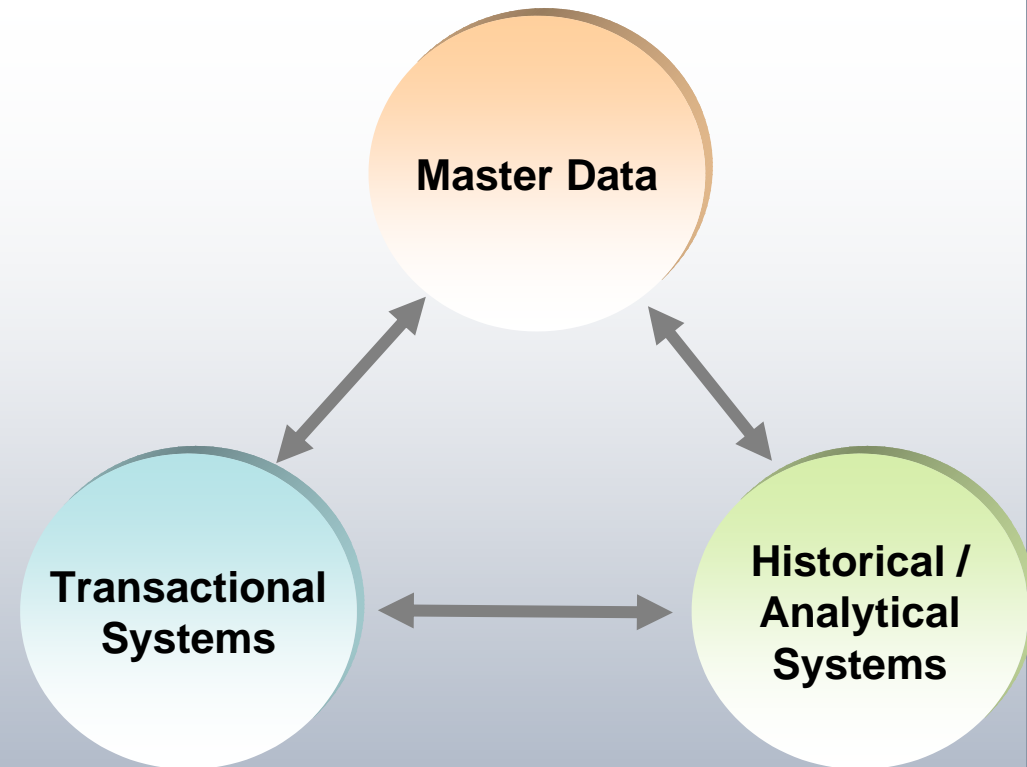 Master Data
Transactional
Systems
Historical /
Analytical
Systems